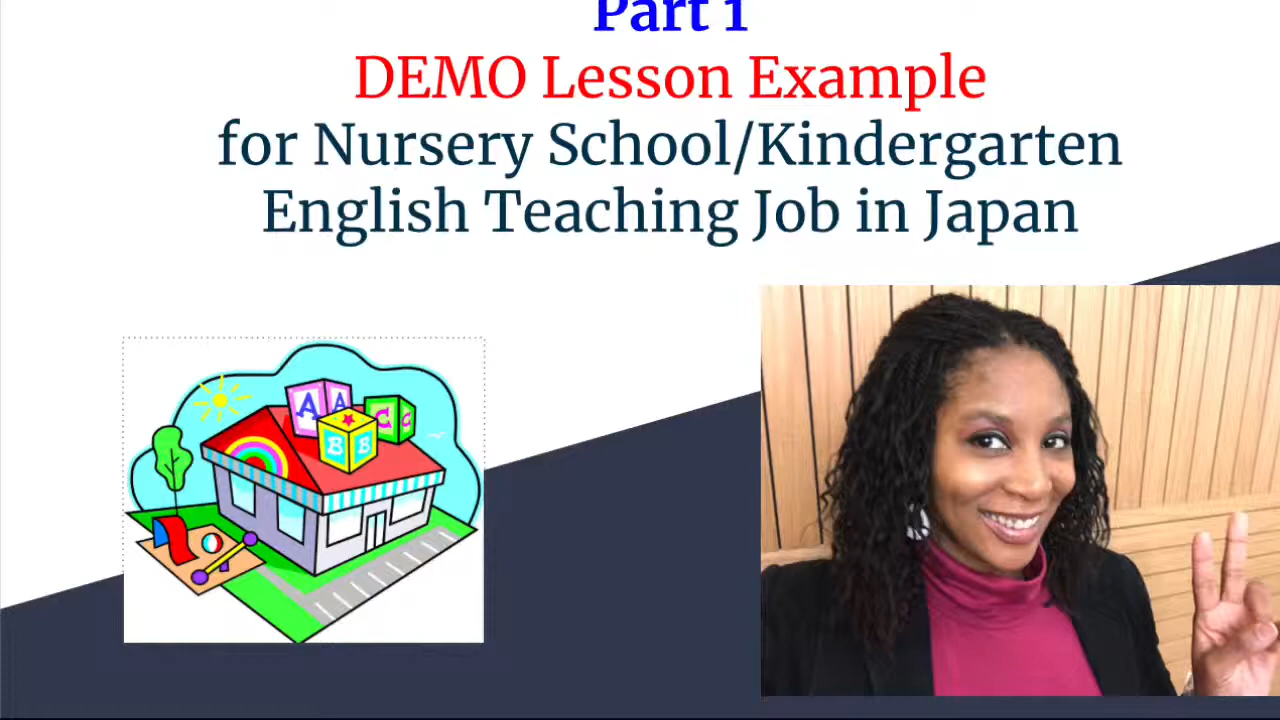 Part 1
DEMO Lesson Example
for Nursery School/Kindergarten
English Teaching Job in Japan
A A
B B
C C